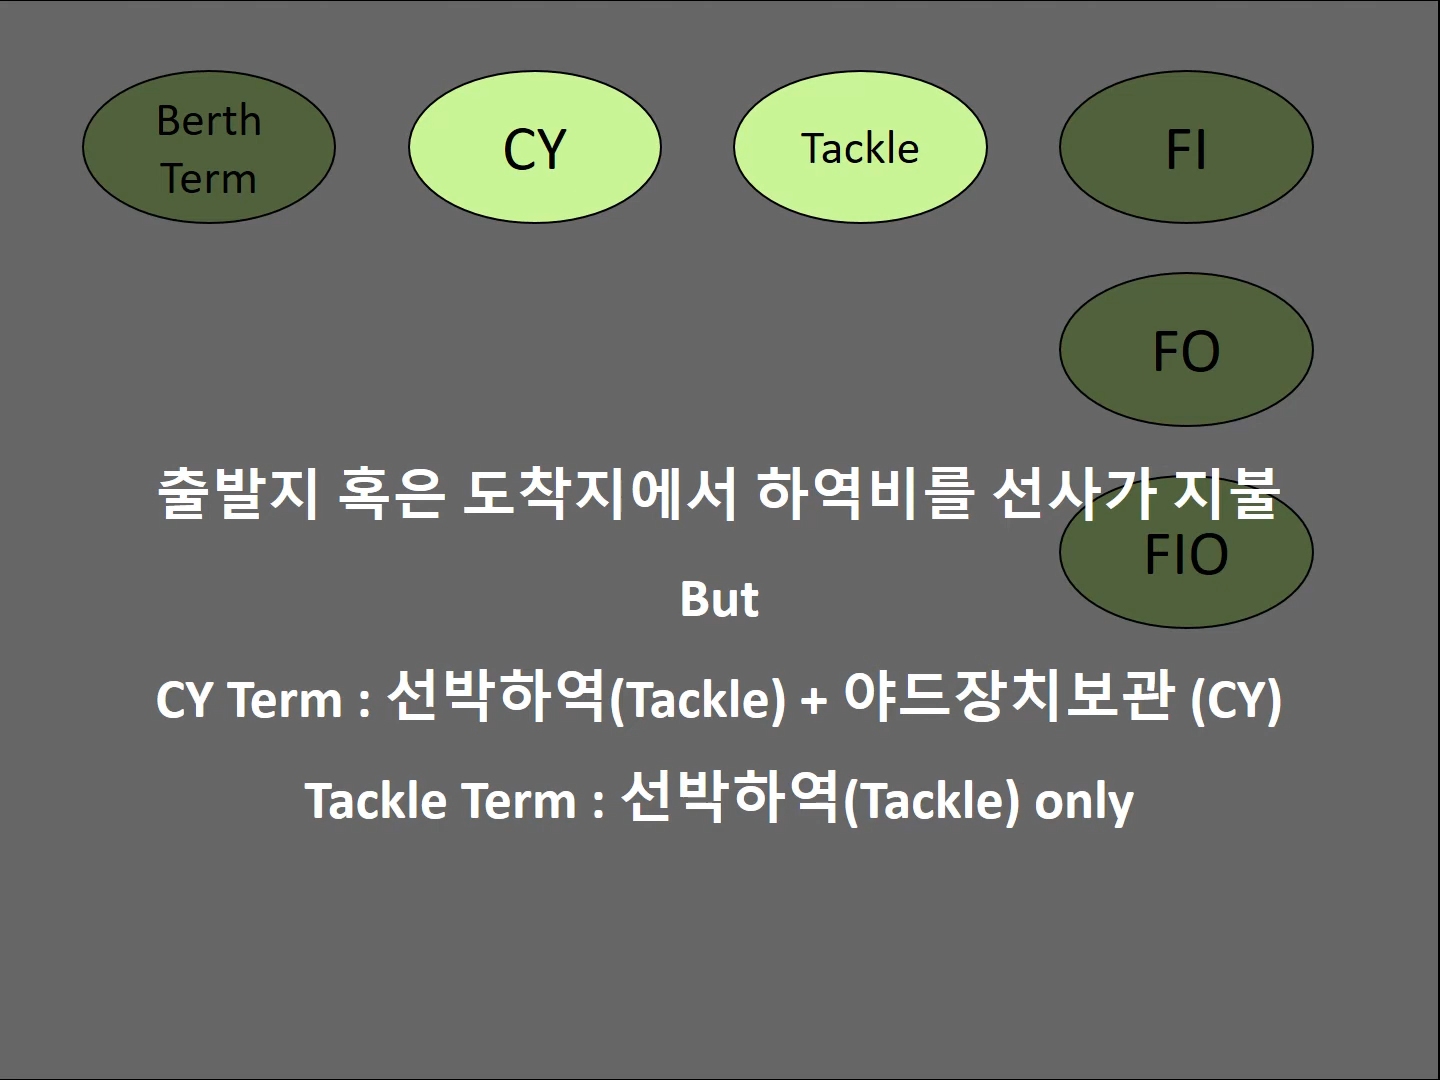 Berth
Term
CY
Tackle
FI
FO
출발지 혹은 도착지에서 하역비를 선사가 지불
FIO
But
CY Term : 선박하역(Tackle) + 야드장치보관 (CY)
Tackle Term : 선박하역(Tackle) only